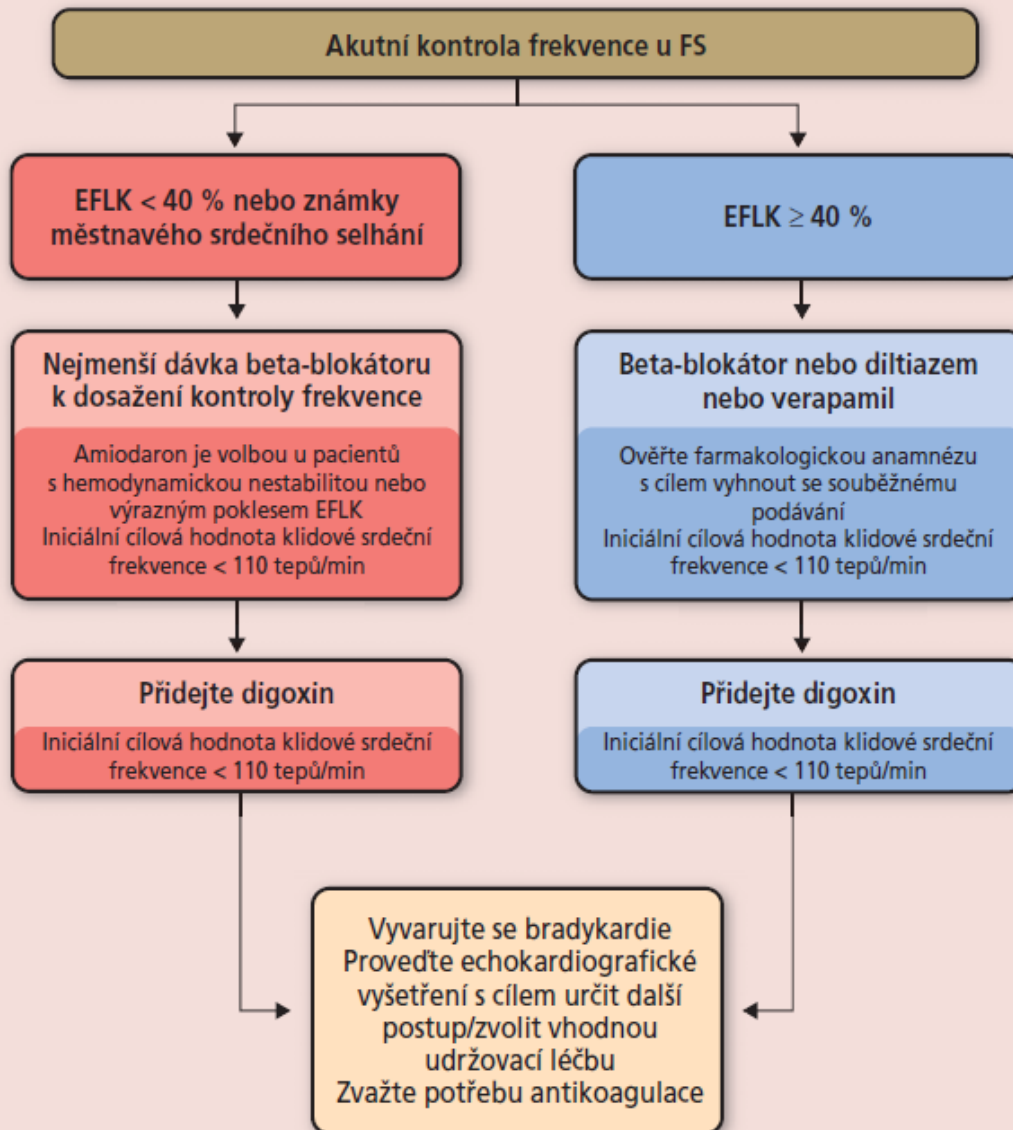 Akutní kontrola frekvence u FS
EFLK < 40 % nebo známky
městnavého srdečního selhání
EFLK ≥ 40 %
Nejmenší dávka beta-blokátoru
k dosažení kontroly frekvence
Amiodaron je volbou u pacientů
s hemodynamickou nestabilitou nebo
výrazným poklesem EFLK
Iniciální cílová hodnota klidové srdeční
frekvence < 110 tepů/min
Beta-blokátor nebo diltiazem
nebo verapamil
Ověřte farmakologickou anamnézu
s cílem vyhnout se souběžnému
podávání
Iniciální cílová hodnota klidové srdeční
frekvence < 110 tepů/min
Přidejte digoxin
Iniciální cílová hodnota klidové srdeční
frekvence < 110 tepů/min
Přidejte digoxin
Iniciální cílová hodnota klidové srdeční
frekvence < 110 tepů/min
Vyvarujte se bradykardie
Proveďte echokardiografické
vyšetření s cílem určit další
postup/zvolit vhodnou
udržovací léčbu
Zvažte potřebu antikoagulace